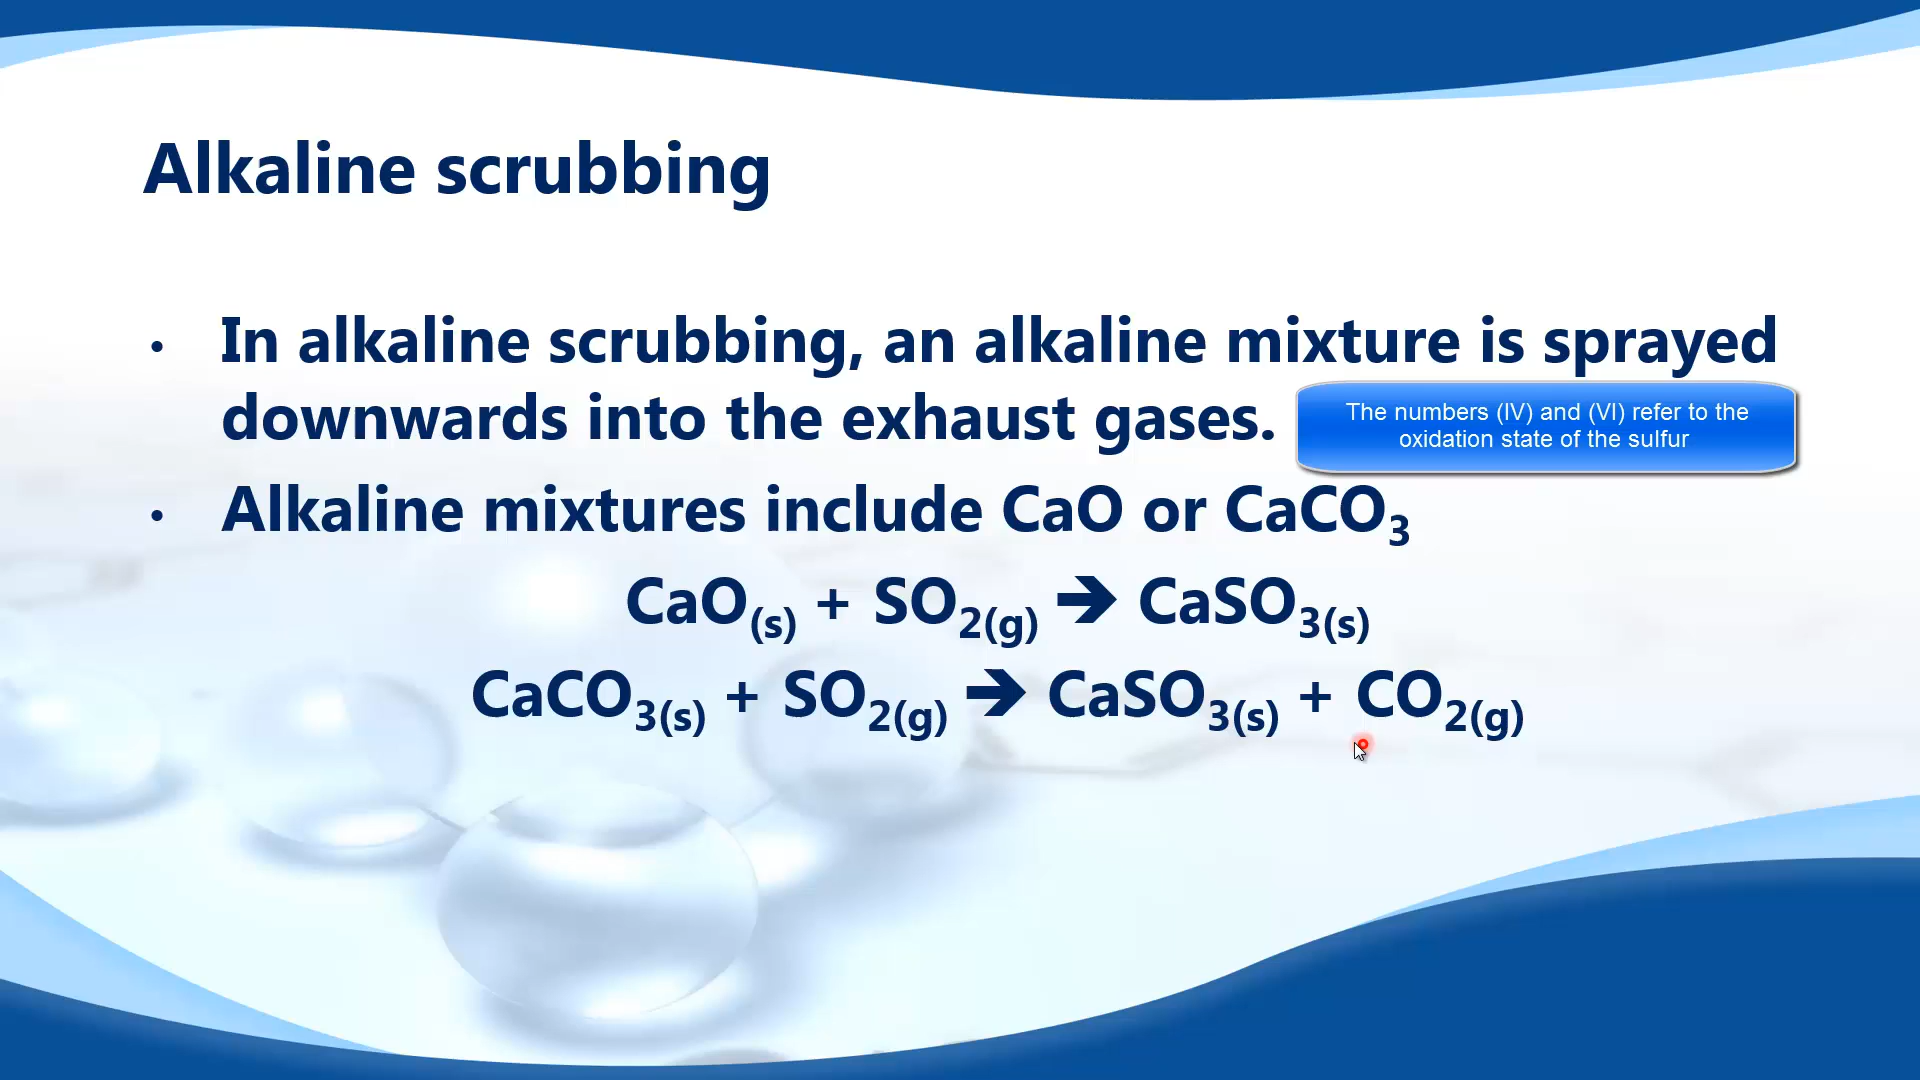 Alkaline scrubbing
• In alkaline scrubbing, an alkaline mixture is sprayed
downwards into the exhaust gases.
The numbers (IV) and (VI) refer to the
oxidation state of the sulfur
• Alkaline mixtures include CaO or CaCO₃
CaO₍s₎ + SO₂₍g₎ 🡪 CaSO₃₍s₎
CaCO₃₍s₎ + SO₂₍g₎ 🡪 CaSO₃₍s₎ + CO₂₍g₎